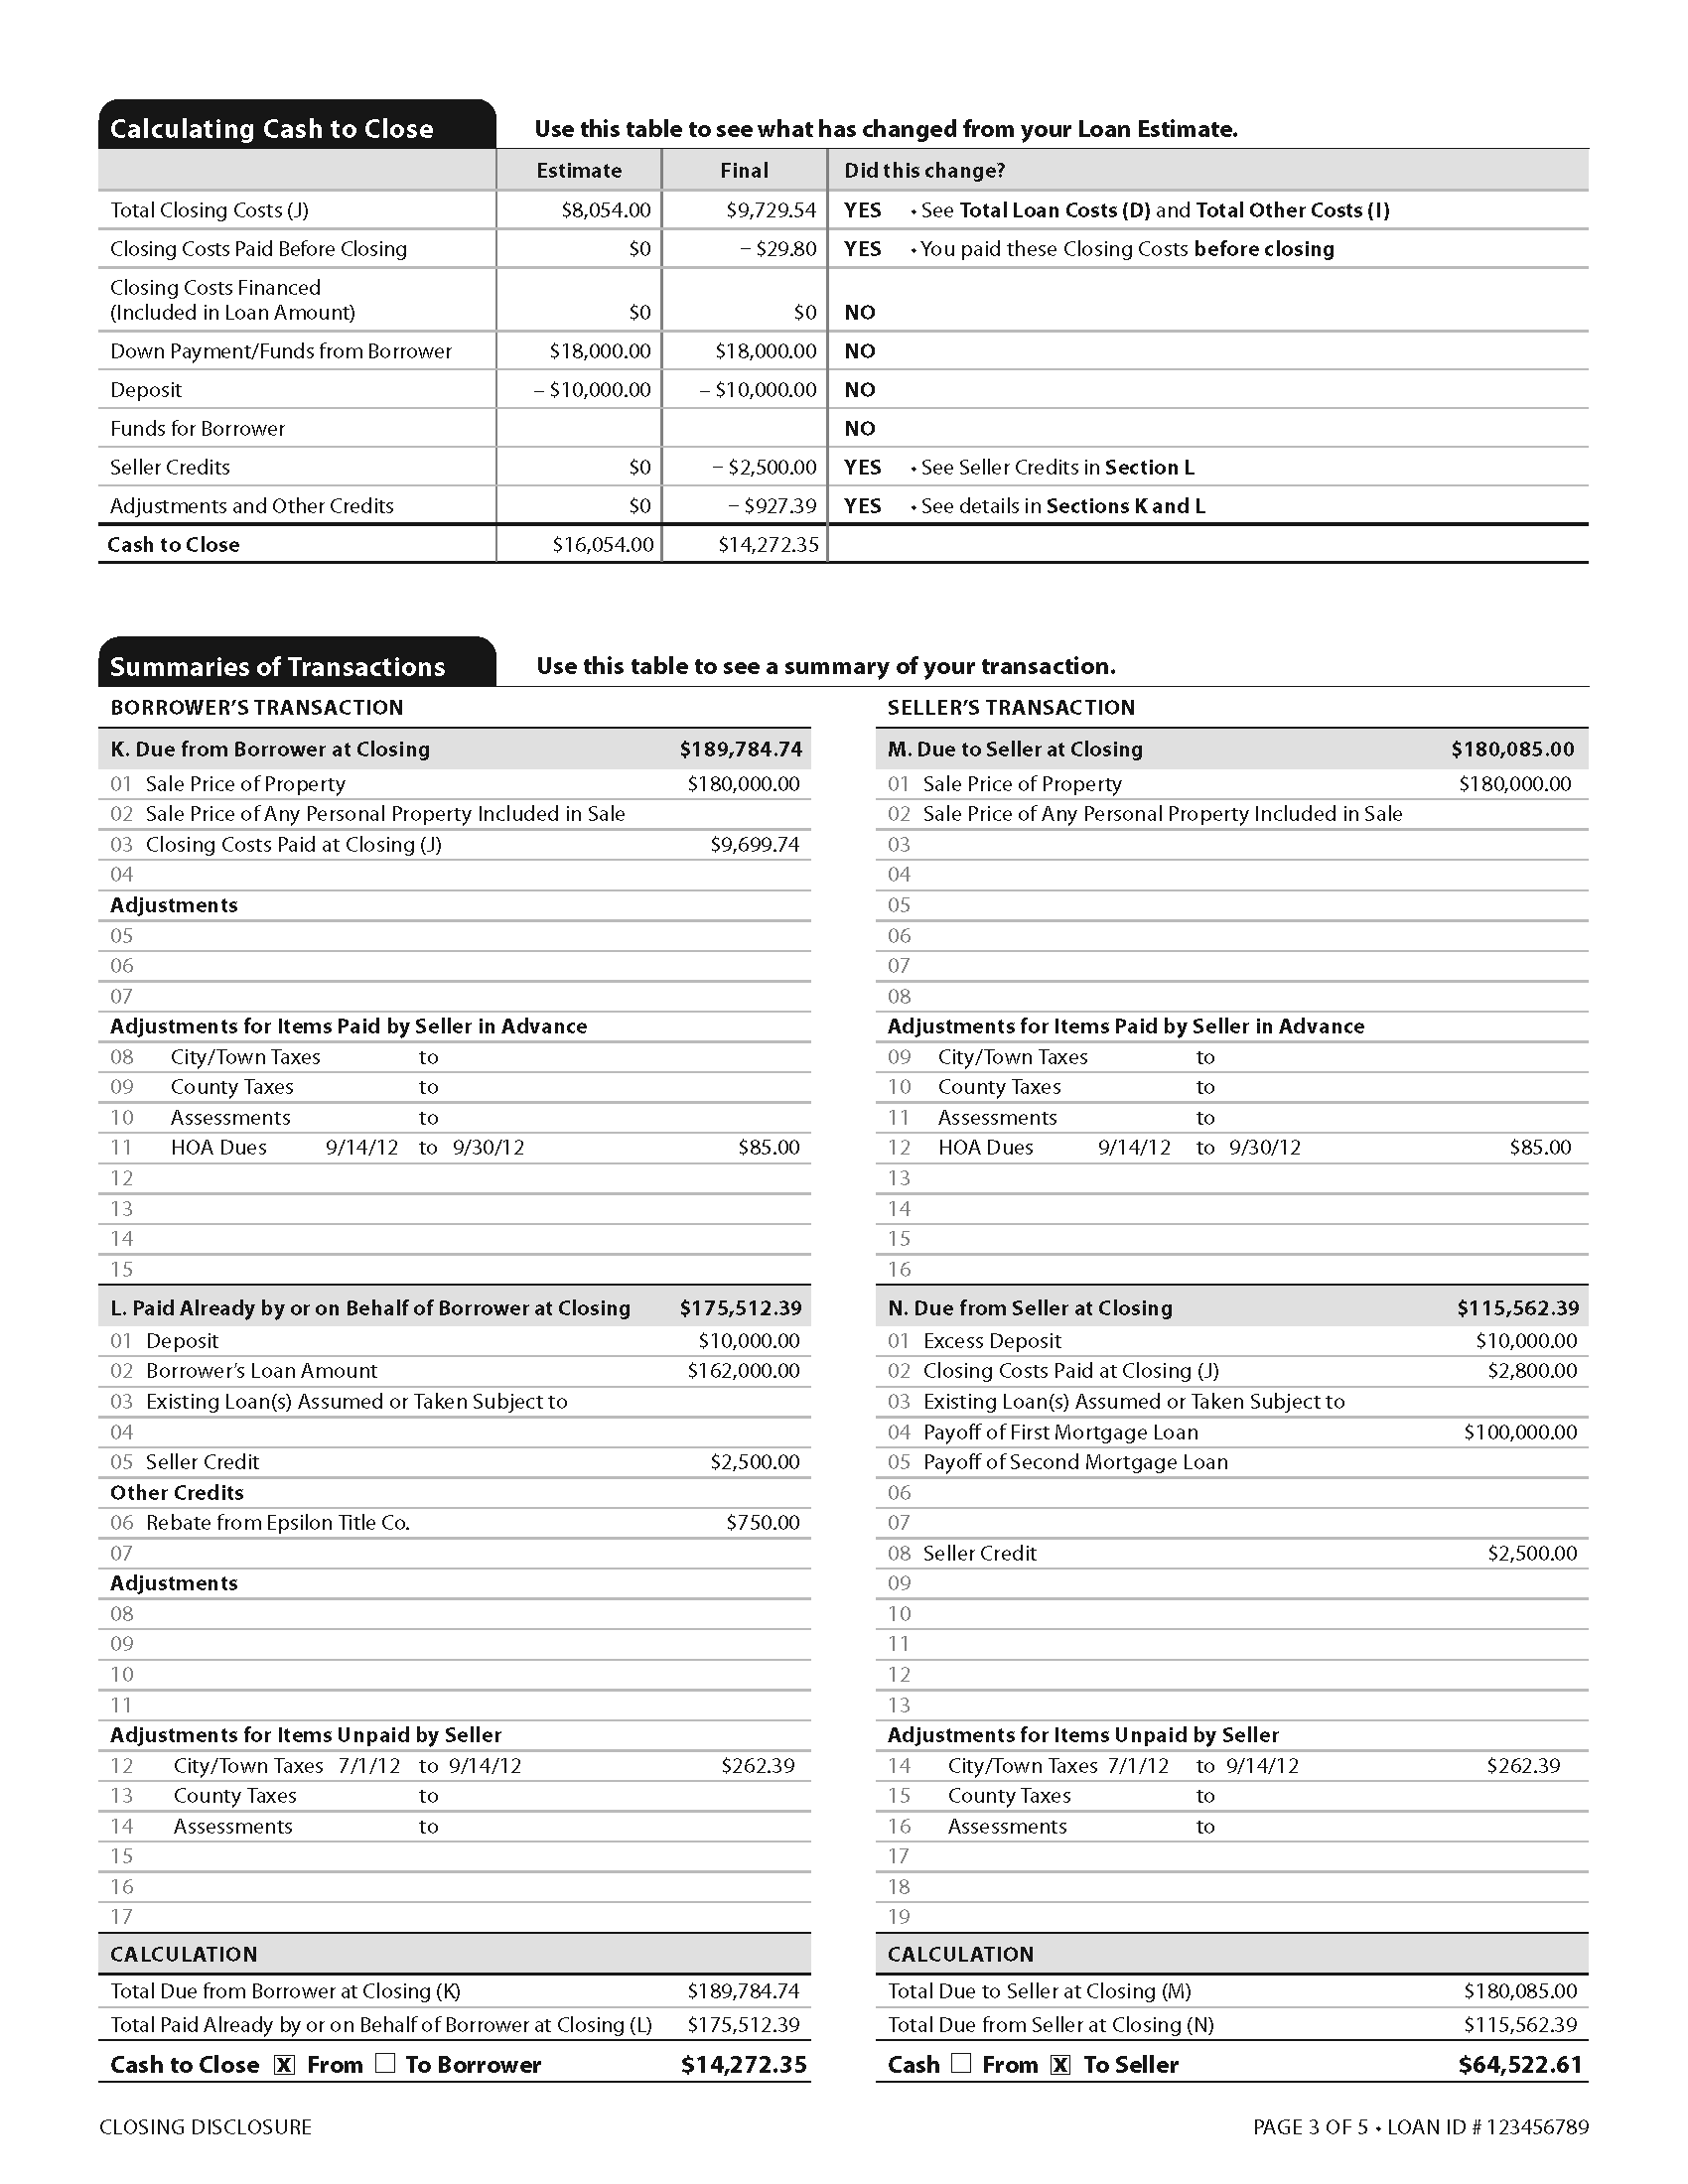 Calculating Cash to Close Use this table to see what has changed from your Loan Estimate.
Estimate Final Did this change?
Total Closing Costs (J) $8,054.00 $9,729.54 YES • See Total Loan Costs (D) and Total Other Costs (I)
Closing Costs Paid Before Closing $0 – $29.80 YES • You paid these Closing Costs before closing
Closing Costs Financed
(Included in Loan Amount) $0 $0 NO
Down Payment/Funds from Borrower $18,000.00 $18,000.00 NO
Deposit – $10,000.00 – $10,000.00 NO
Funds for Borrower NO
Seller Credits $0 – $2,500.00 YES • See Seller Credits in Section L
Adjustments and Other Credits $0 – $927.39 YES • See details in Sections K and L
Cash to Close $16,054.00 $14,272.35
Summaries of Transactions Use this table to see a summary of your transaction.
BORROWER'S TRANSACTION
K. Due from Borrower at Closing $189,784.74
01 Sale Price of Property $180,000.00
02 Sale Price of Any Personal Property Included in Sale
03 Closing Costs Paid at Closing (J) $9,699.74
04
Adjustments
05
06
07
Adjustments for Items Paid by Seller in Advance
08 City/Town Taxes to
09 County Taxes to
10 Assessments to
11 HOA Dues 9/14/12 to 9/30/12 $85.00
12
13
14
15
L. Paid Already by or on Behalf of Borrower at Closing $175,512.39
01 Deposit $10,000.00
02 Borrower's Loan Amount $162,000.00
03 Existing Loan(s) Assumed or Taken Subject to
04
05 Seller Credit $2,500.00
Other Credits
06 Rebate from Epsilon Title Co. $750.00
07
Adjustments
08
09
10
11
Adjustments for Items Unpaid by Seller
12 City/Town Taxes 7/1/12 to 9/14/12 $262.39
13 County Taxes to
14 Assessments to
15
16
17
CALCULATION
Total Due from Borrower at Closing (K) $189,784.74
Total Paid Already by or on Behalf of Borrower at Closing (L) $175,512.39
Cash to Close X From To Borrower $14,272.35
SELLER'S TRANSACTION
M. Due to Seller at Closing $180,085.00
01 Sale Price of Property $180,000.00
02 Sale Price of Any Personal Property Included in Sale
03
04
05
06
07
08
Adjustments for Items Paid by Seller in Advance
09 City/Town Taxes to
10 County Taxes to
11 Assessments to
12 HOA Dues 9/14/12 to 9/30/12 $85.00
13
14
15
16
N. Due from Seller at Closing $115,562.39
01 Excess Deposit $10,000.00
02 Closing Costs Paid at Closing (J) $2,800.00
03 Existing Loan(s) Assumed or Taken Subject to
04 Payoff of First Mortgage Loan $100,000.00
05 Payoff of Second Mortgage Loan
06
07
08 Seller Credit $2,500.00
09
10
11
12
13
Adjustments for Items Unpaid by Seller
14 City/Town Taxes 7/1/12 to 9/14/12 $262.39
15 County Taxes to
16 Assessments to
17
18
19
CALCULATION
Total Due to Seller at Closing (M) $180,085.00
Total Due from Seller at Closing (N) $115,562.39
Cash From X To Seller $64,522.61
CLOSING DISCLOSURE PAGE 3 OF 5 • LOAN ID # 123456789